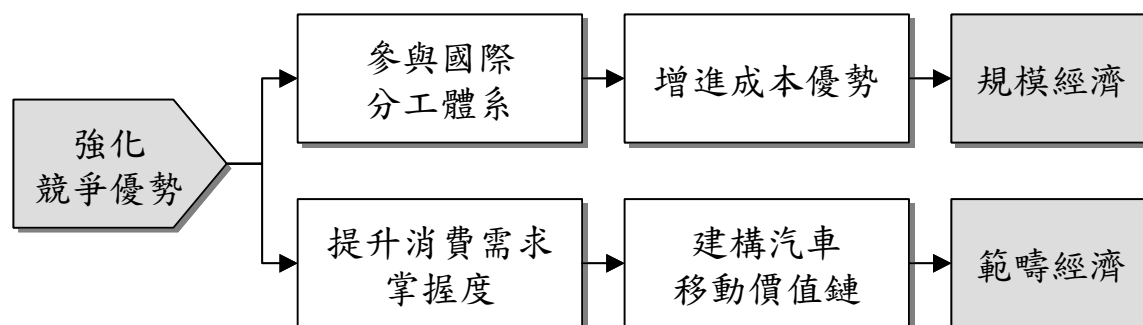 強化
競爭優勢
參與國際
分工體系
增進成本優勢
規模經濟
提升消費需求
掌握度
建構汽車
移動價值鏈
範疇經濟